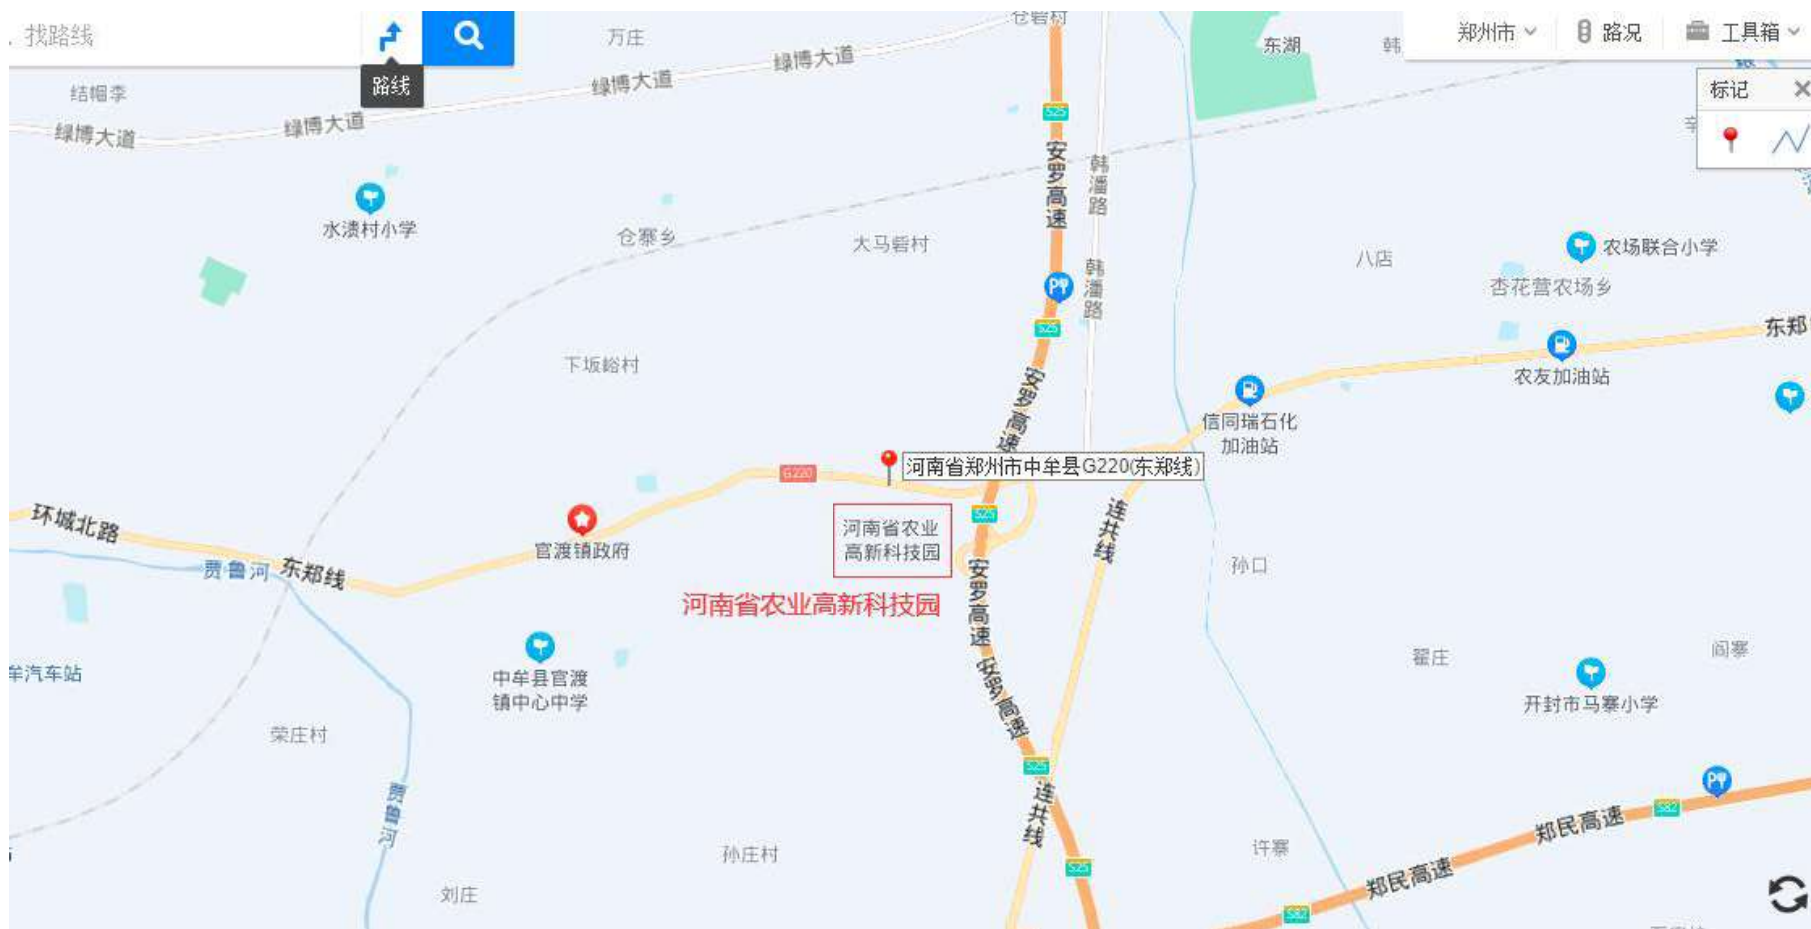 找路线
路线
郑州市
路况
工具箱
标记
万庄
仓砦村
东湖
韩
绿博大道
绿博大道
绿博大道
绿博大道
结帽李
S25
安罗高速
韩潘路
水溃村小学
仓寨乡
大马砦村
八店
农场联合小学
杏花营农场乡
韩潘路
S25
东郑
下坂峪村
农友加油站
安罗高速
信同瑞石化
加油站
河南省郑州市中牟县G220(东郑线)
G220
环城北路
官渡镇政府
河南省农业
高新科技园
S25
连共线
贾鲁河
东郑线
孙口
河南省农业高新科技园
安罗高速
中牟县官渡
镇中心中学
牟汽车站
安罗高速
翟庄
阎寨
开封市马寨小学
荣庄村
S25
贾鲁河
连共线
郑民高速
S82
孙庄村
许寨
S25
郑民高速
刘庄
S82